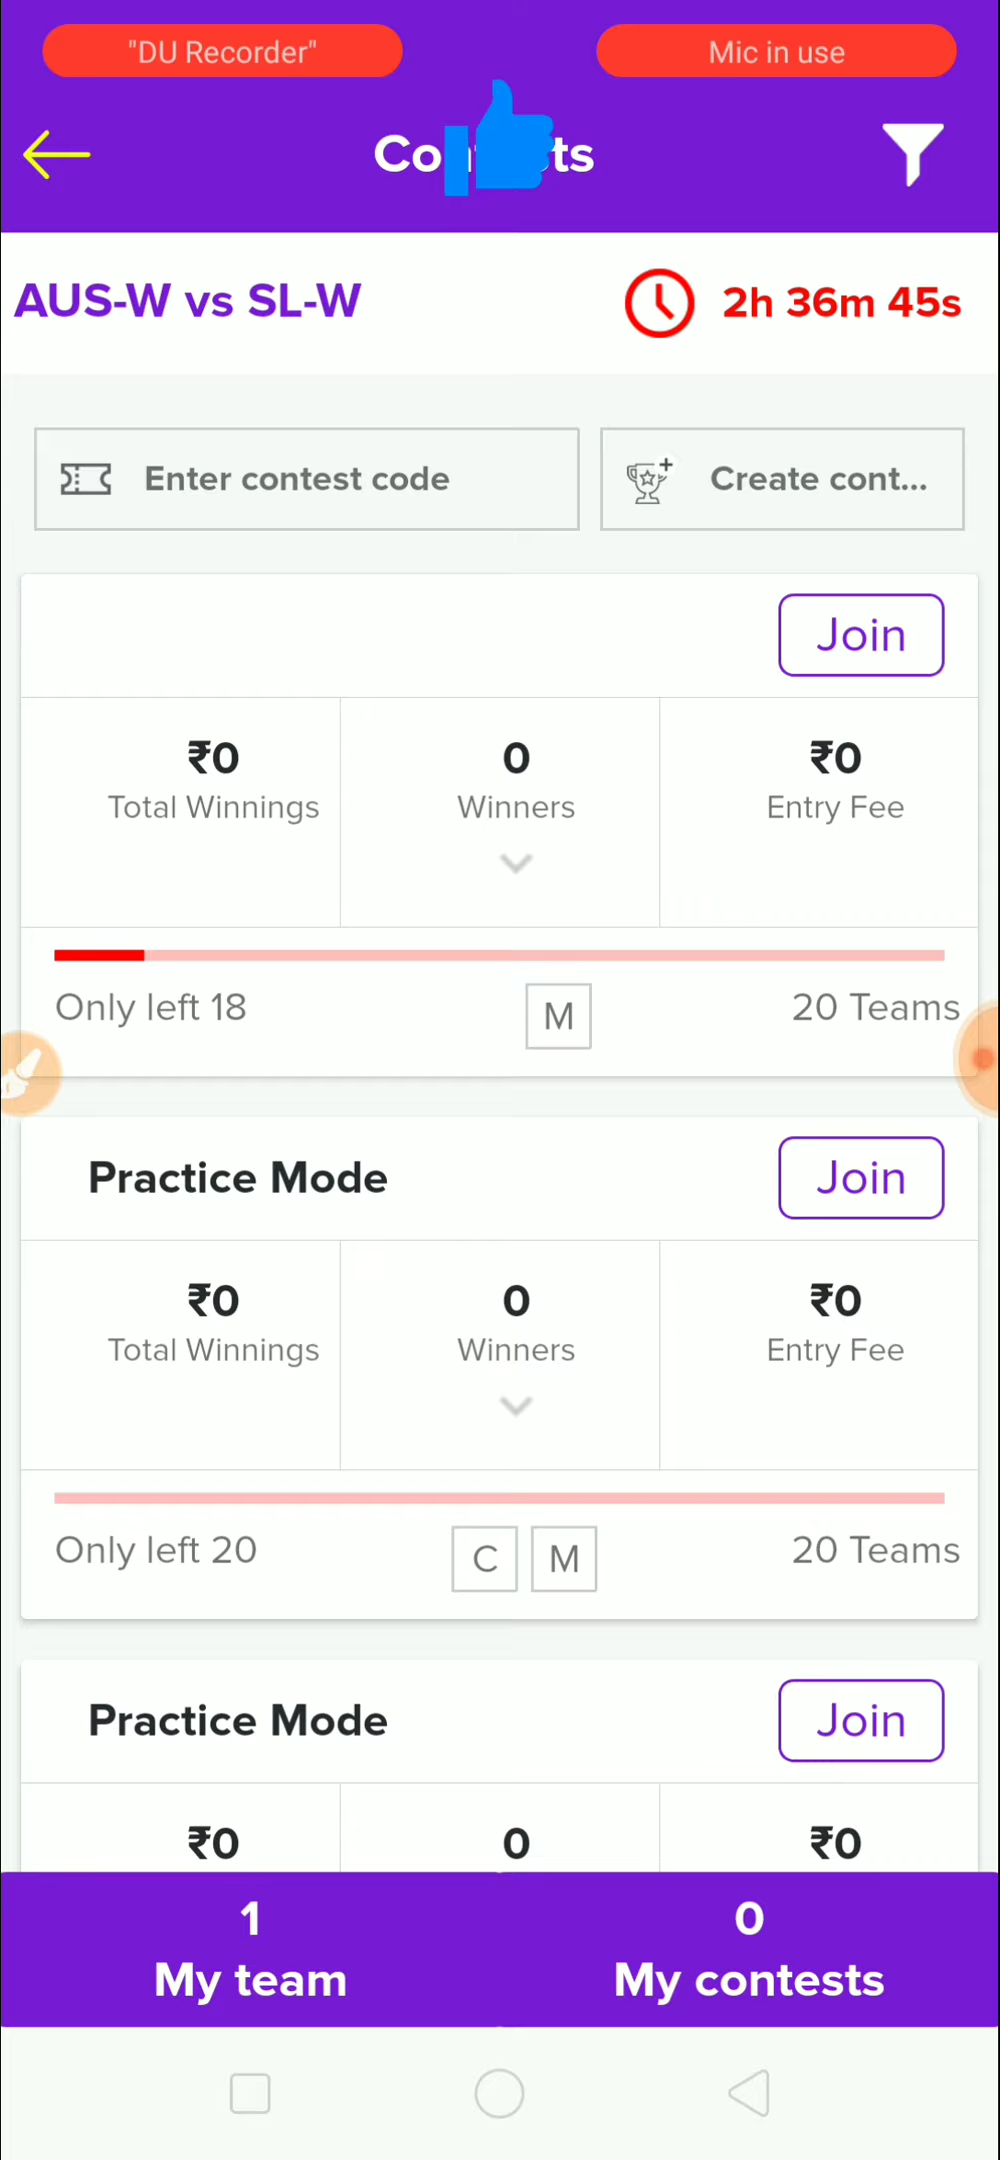 "DU Recorder" Mic in use
AUS-W vs SL-W 2h 36m 45s
Enter contest code Create cont...
Join
₹0 0 ₹0
Total Winnings Winners Entry Fee
Only left 18 M 20 Teams
Practice Mode Join
₹0 0 ₹0
Total Winnings Winners Entry Fee
Only left 20 C M 20 Teams
Practice Mode Join
₹0 0 ₹0
1 0
My team My contests